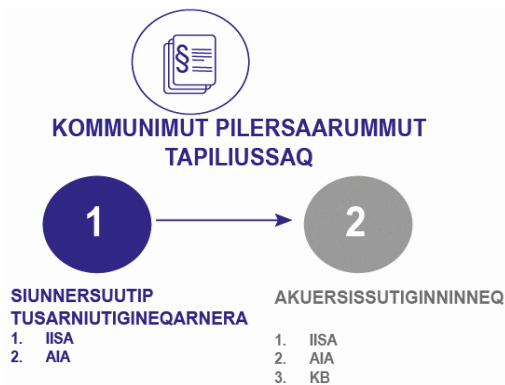 §
KOMMUNIMUT PILERSAARUMMUT
TAPILIUSSAQ
1
2
SIUNNERSUUTIP
TUSARNIUTIGINEQARNERA
1. IISA
2. AIA
AKUERSISSUTIGINNINNEQ
1. IISA
2. AIA
3. KB